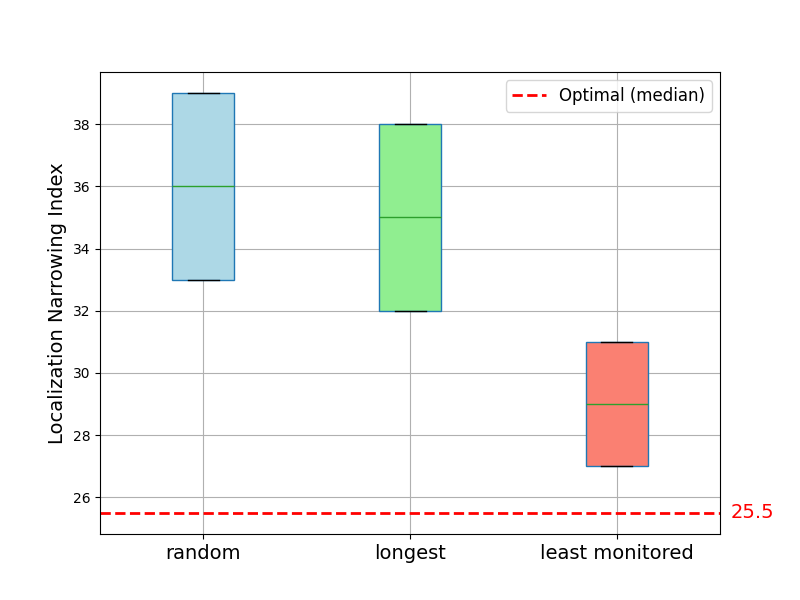 Optimal (median)
Localization Narrowing Index
38
36
34
32
30
28
26
25.5
random
longest
least monitored